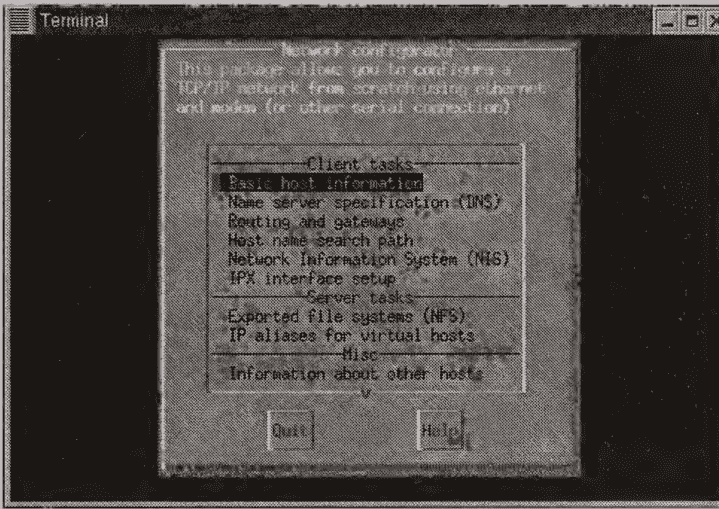 Terminal
Network configurator
This package allows you to configure a
TCP/IP network from scratch using ethernet
and modem (or other serial connection)
Client tasks
Basic host information
Name server specification (DNS)
Routing and gateways
Host name search path
Network Information System (NIS)
IPX interface setup
Server tasks
Exported file systems (NFS)
IP aliases for virtual hosts
Misc
Information about other hosts
Quit
Help